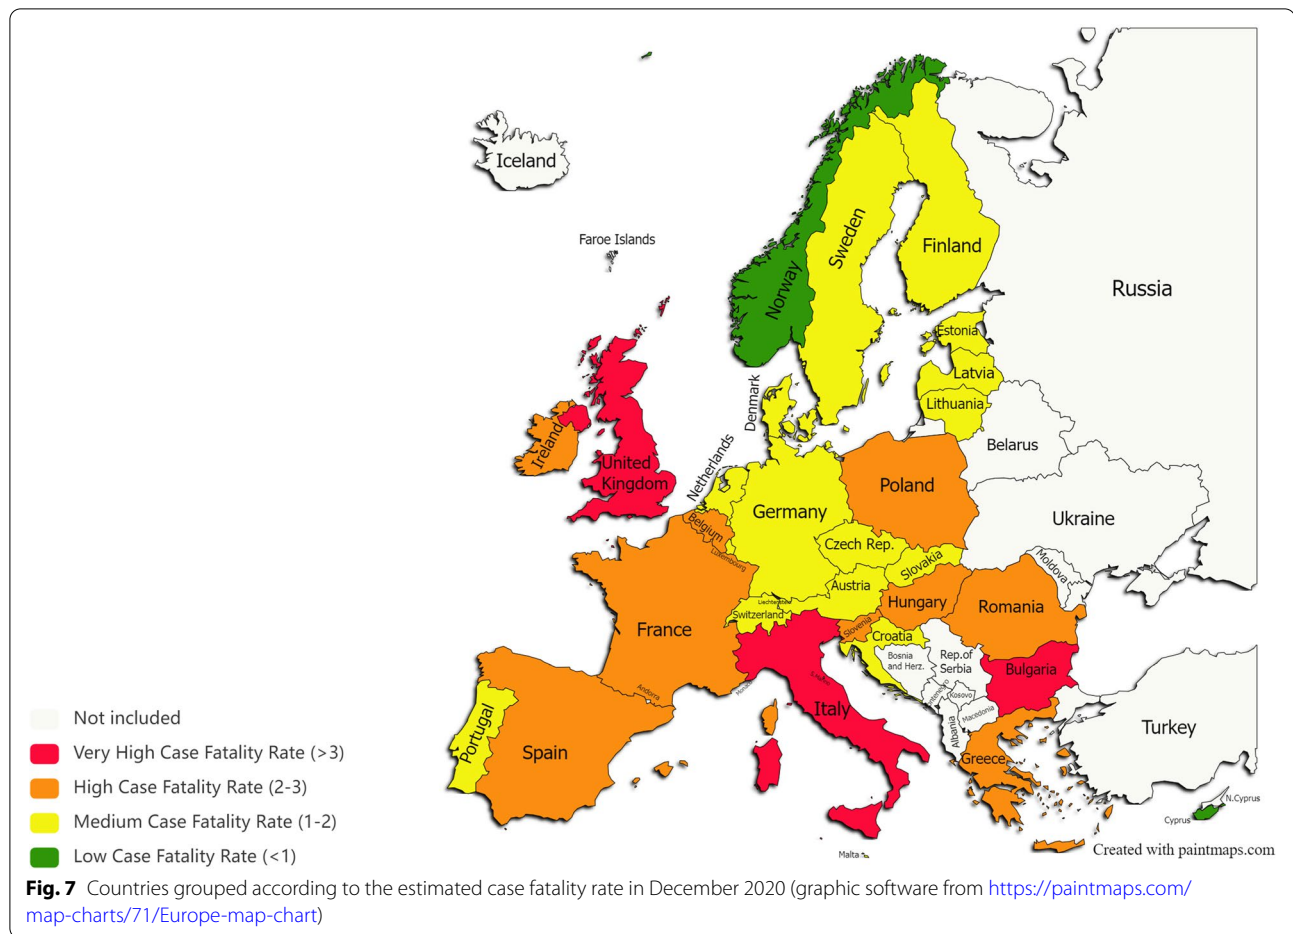 Iceland
Faroe Islands
Norway
Sweden
Finland
Russia
Estonia
Latvia
Lithuania
Denmark
Belarus
Ireland
United
Kingdom
Netherlands
Poland
Germany
Belgium
Ukraine
Luxembourg
Czech Rep.
Slovakia
Moldova
Austria
Liechtenstein
Switzerland
Hungary
Romania
France
Slovenia
Croatia
Bosnia
and Herz.
Rep.of
Serbia
Bulgaria
Monaco
Andorra
Kosovo
Macedonia
Albania
Italy
Portugal
Spain
Greece
Turkey
N.Cyprus
Cyprus
Malta
Not included
Very High Case Fatality Rate (>3)
High Case Fatality Rate (2-3)
Medium Case Fatality Rate (1-2)
Low Case Fatality Rate (<1)
Created with paintmaps.com
Fig. 7 Countries grouped according to the estimated case fatality rate in December 2020 (graphic software from https://paintmaps.com/
map-charts/71/Europe-map-chart)